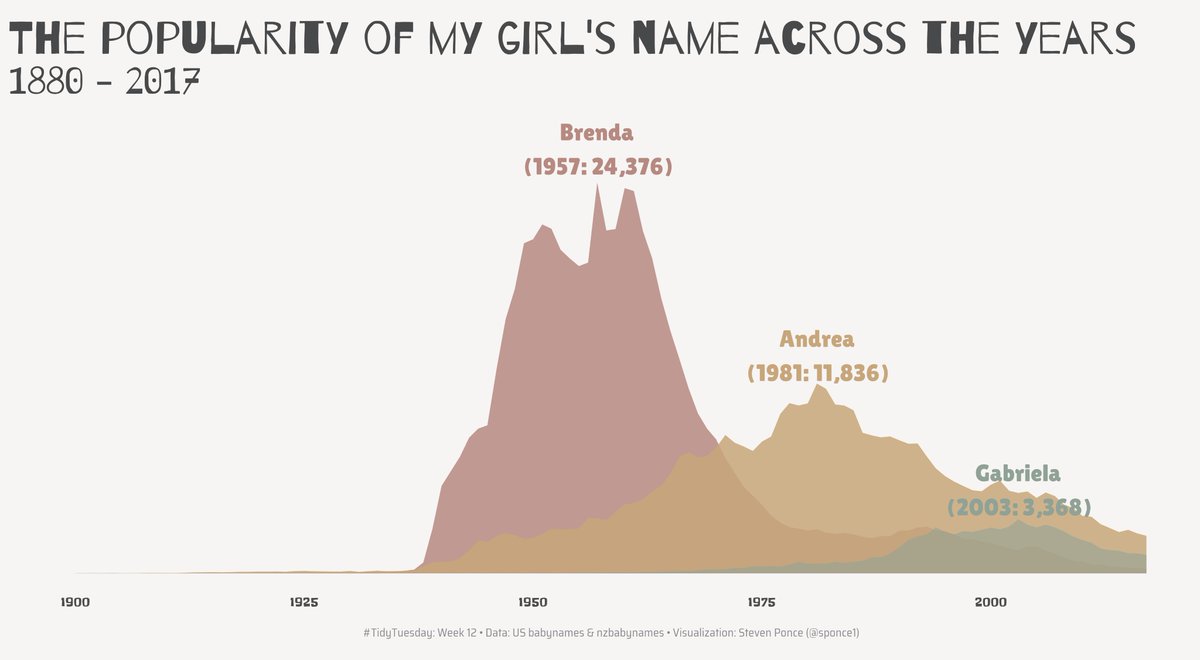 THE POPULARITY OF MY GIRL'S NAME ACROSS THE YEARS
1880 – 2017
Brenda
(1957: 24,376)
Andrea
(1981: 11,836)
Gabriela
(2003: 3,368)
1900 1925 1950 1975 2000
#TidyTuesday: Week 12 • Data: US babynames & nzbabynames • Visualization: Steven Ponce (@sponce1)